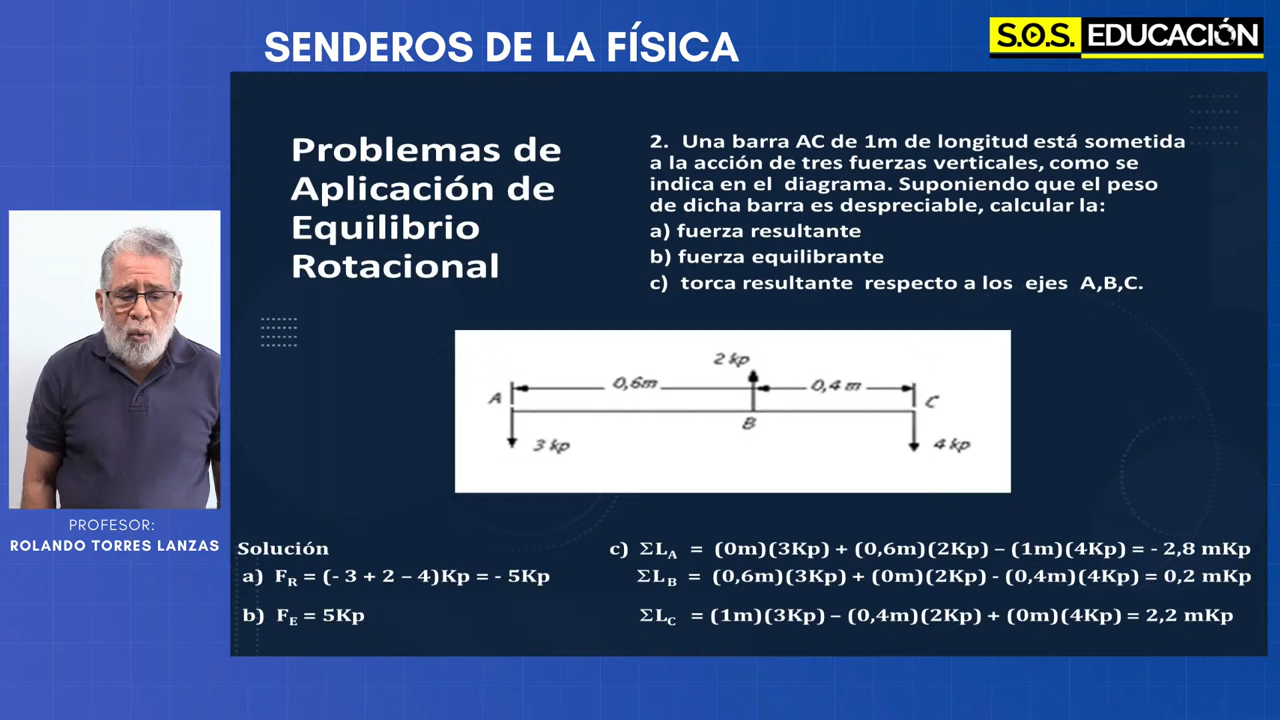 SENDEROS DE LA FÍSICA
S.O.S. EDUCACIÓN
Problemas de
Aplicación de
Equilibrio
Rotacional
2. Una barra AC de 1m de longitud está sometida
a la acción de tres fuerzas verticales, como se
indica en el diagrama. Suponiendo que el peso
de dicha barra es despreciable, calcular la:
a) fuerza resultante
b) fuerza equilibrante
c) torca resultante respecto a los ejes A,B,C.
2 kp
0,6m
0,4 m
A
C
B
3 kp
4 kp
PROFESOR:
ROLANDO TORRES LANZAS
Solución
a) F_R = (- 3 + 2 – 4)Kp = - 5Kp
b) F_E = 5Kp
c) ΣL_A = (0m)(3Kp) + (0,6m)(2Kp) – (1m)(4Kp) = - 2,8 mKp
ΣL_B = (0,6m)(3Kp) + (0m)(2Kp) - (0,4m)(4Kp) = 0,2 mKp
ΣL_C = (1m)(3Kp) – (0,4m)(2Kp) + (0m)(4Kp) = 2,2 mKp